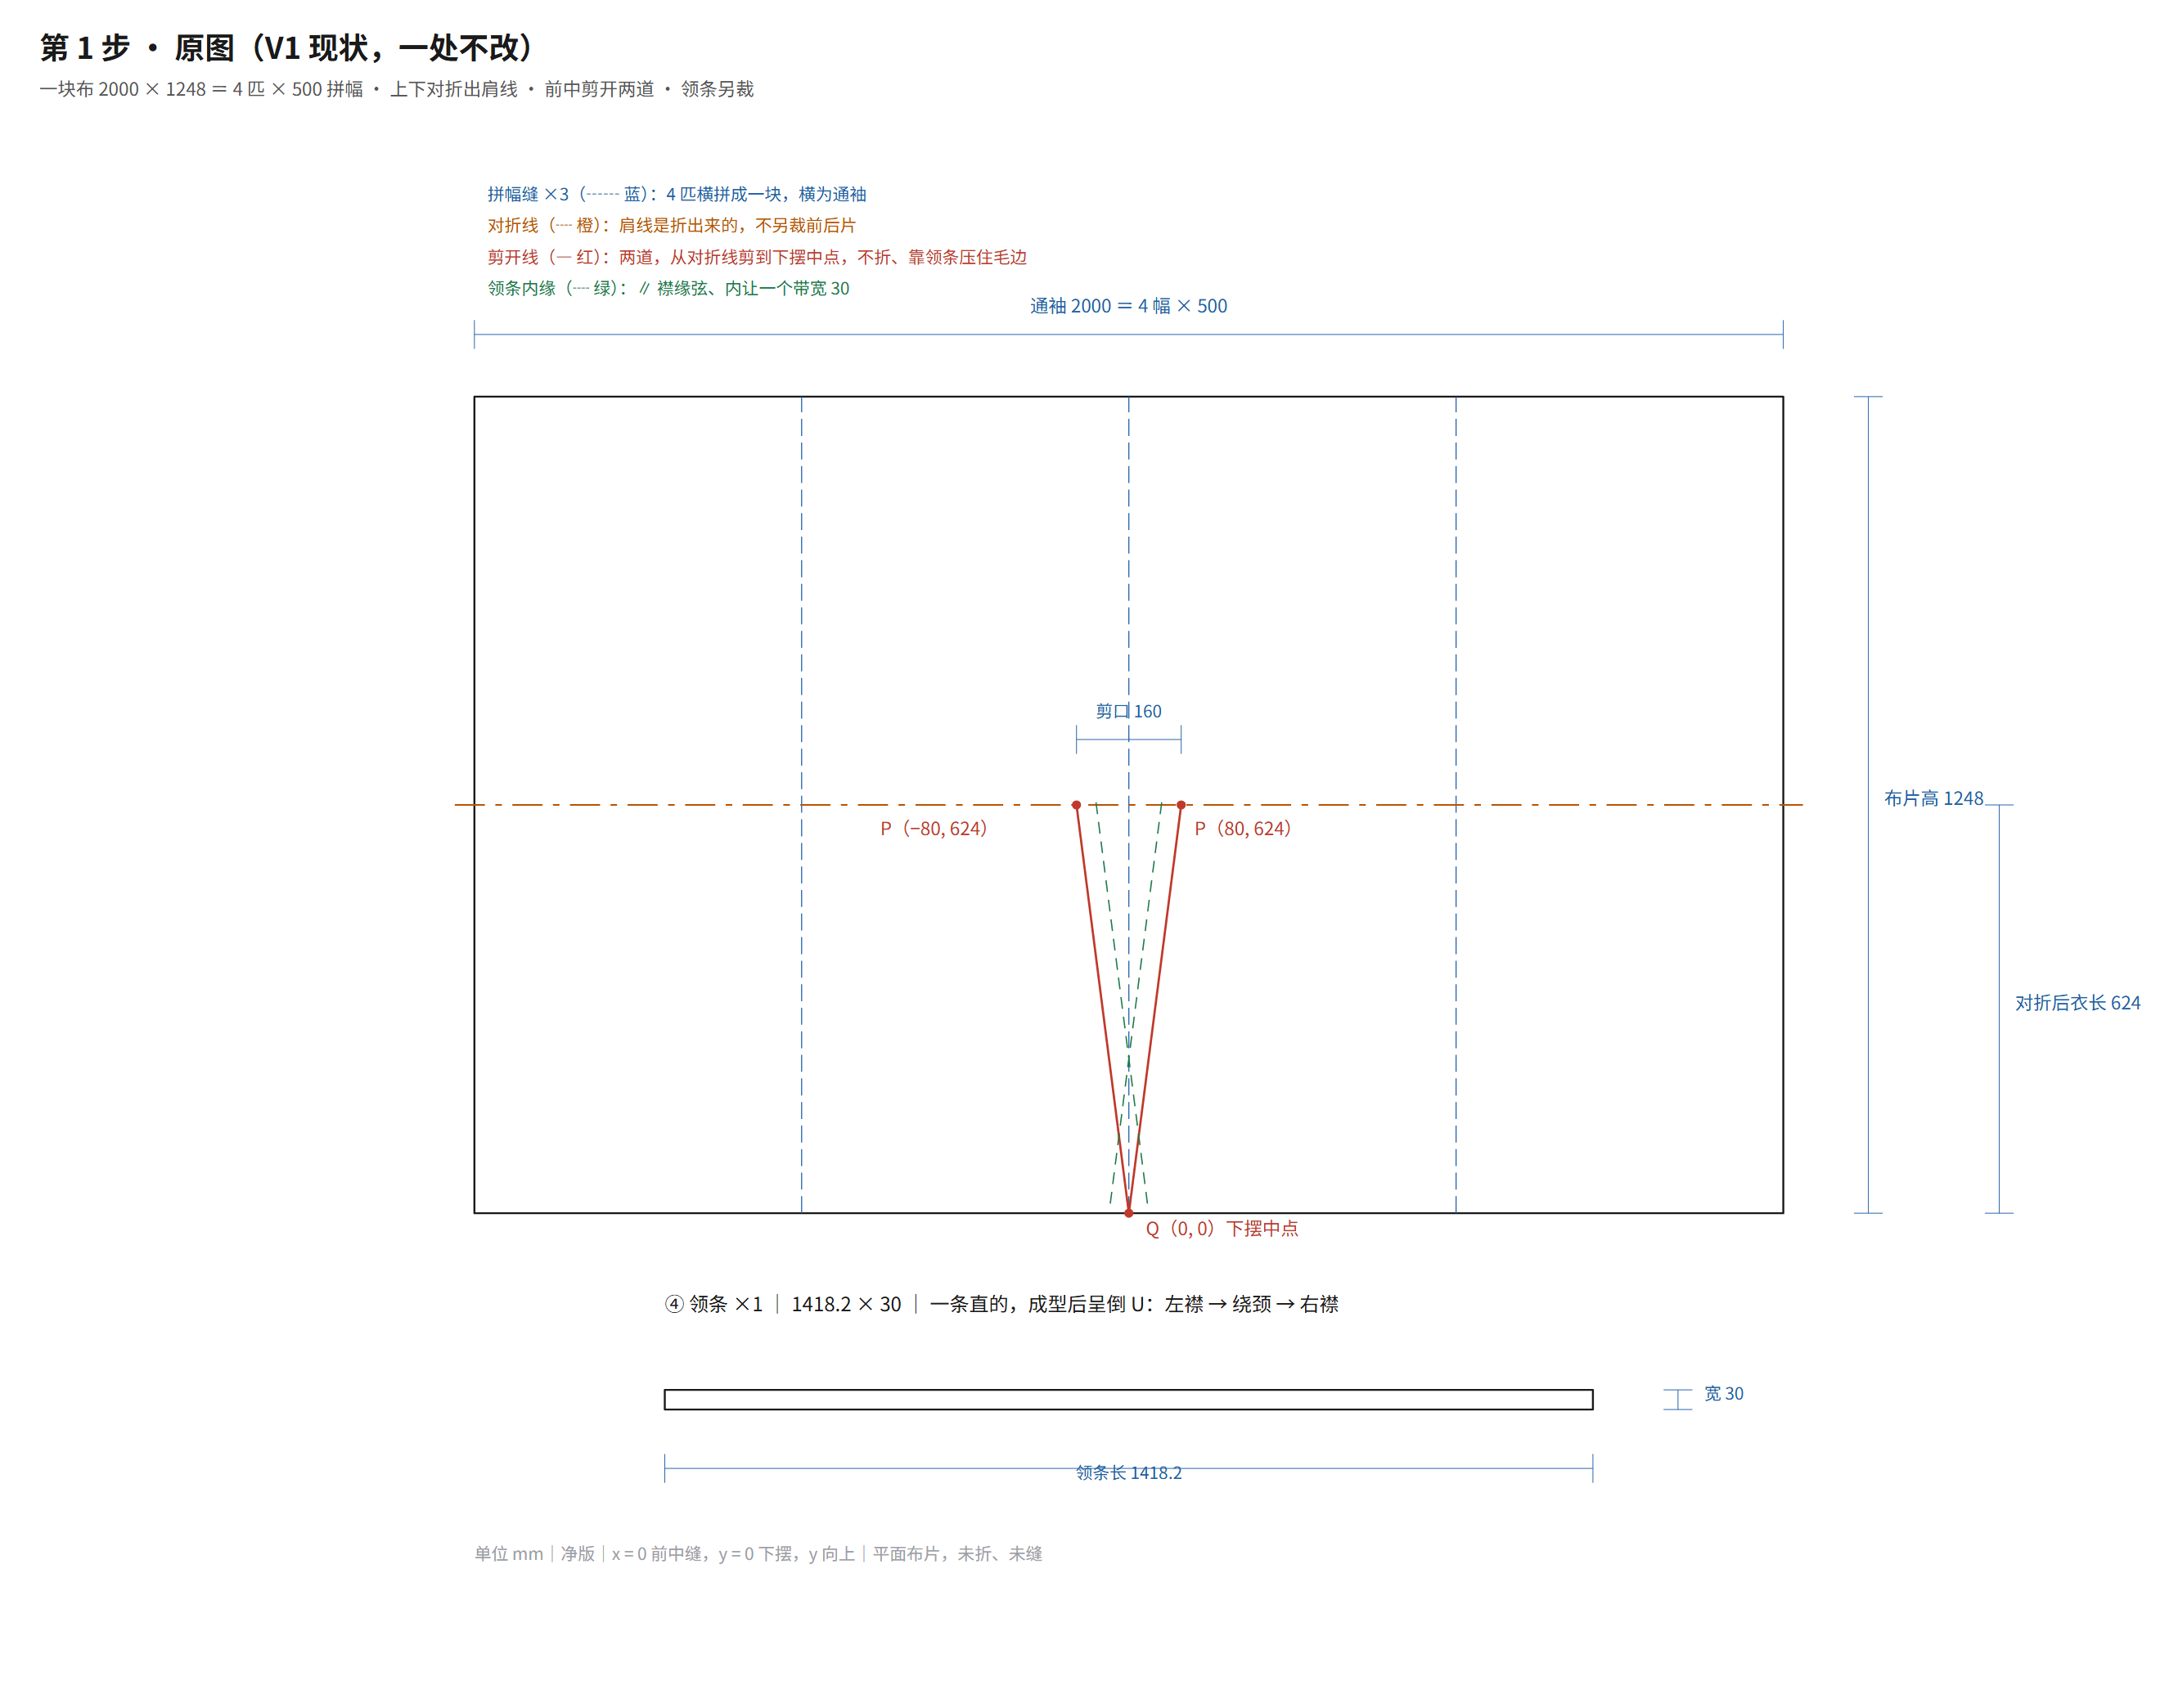 第 1 步 · 原图（V1 现状，一处不改）
一块布 2000 × 1248 ＝ 4 匹 × 500 拼幅 · 上下对折出肩线 · 前中剪开两道 · 领条另裁
拼幅缝 ×3（┄┄┄ 蓝）：4 匹横拼成一块，横为通袖
对折线（┄ 橙）：肩线是折出来的，不另裁前后片
剪开线（─ 红）：两道，从对折线剪到下摆中点，不折、靠领条压住毛边
领条内缘（┄ 绿）：∥ 襟缘弦、内让一个带宽 30
通袖 2000 ＝ 4 幅 × 500
剪口 160
布片高 1248
P（−80, 624）
P（80, 624）
对折后衣长 624
Q（0, 0）下摆中点
④ 领条 ×1｜1418.2 × 30｜一条直的，成型后呈倒 U：左襟 → 绕颈 → 右襟
宽 30
领条长 1418.2
单位 mm｜净版｜x = 0 前中缝，y = 0 下摆，y 向上｜平面布片，未折、未缝